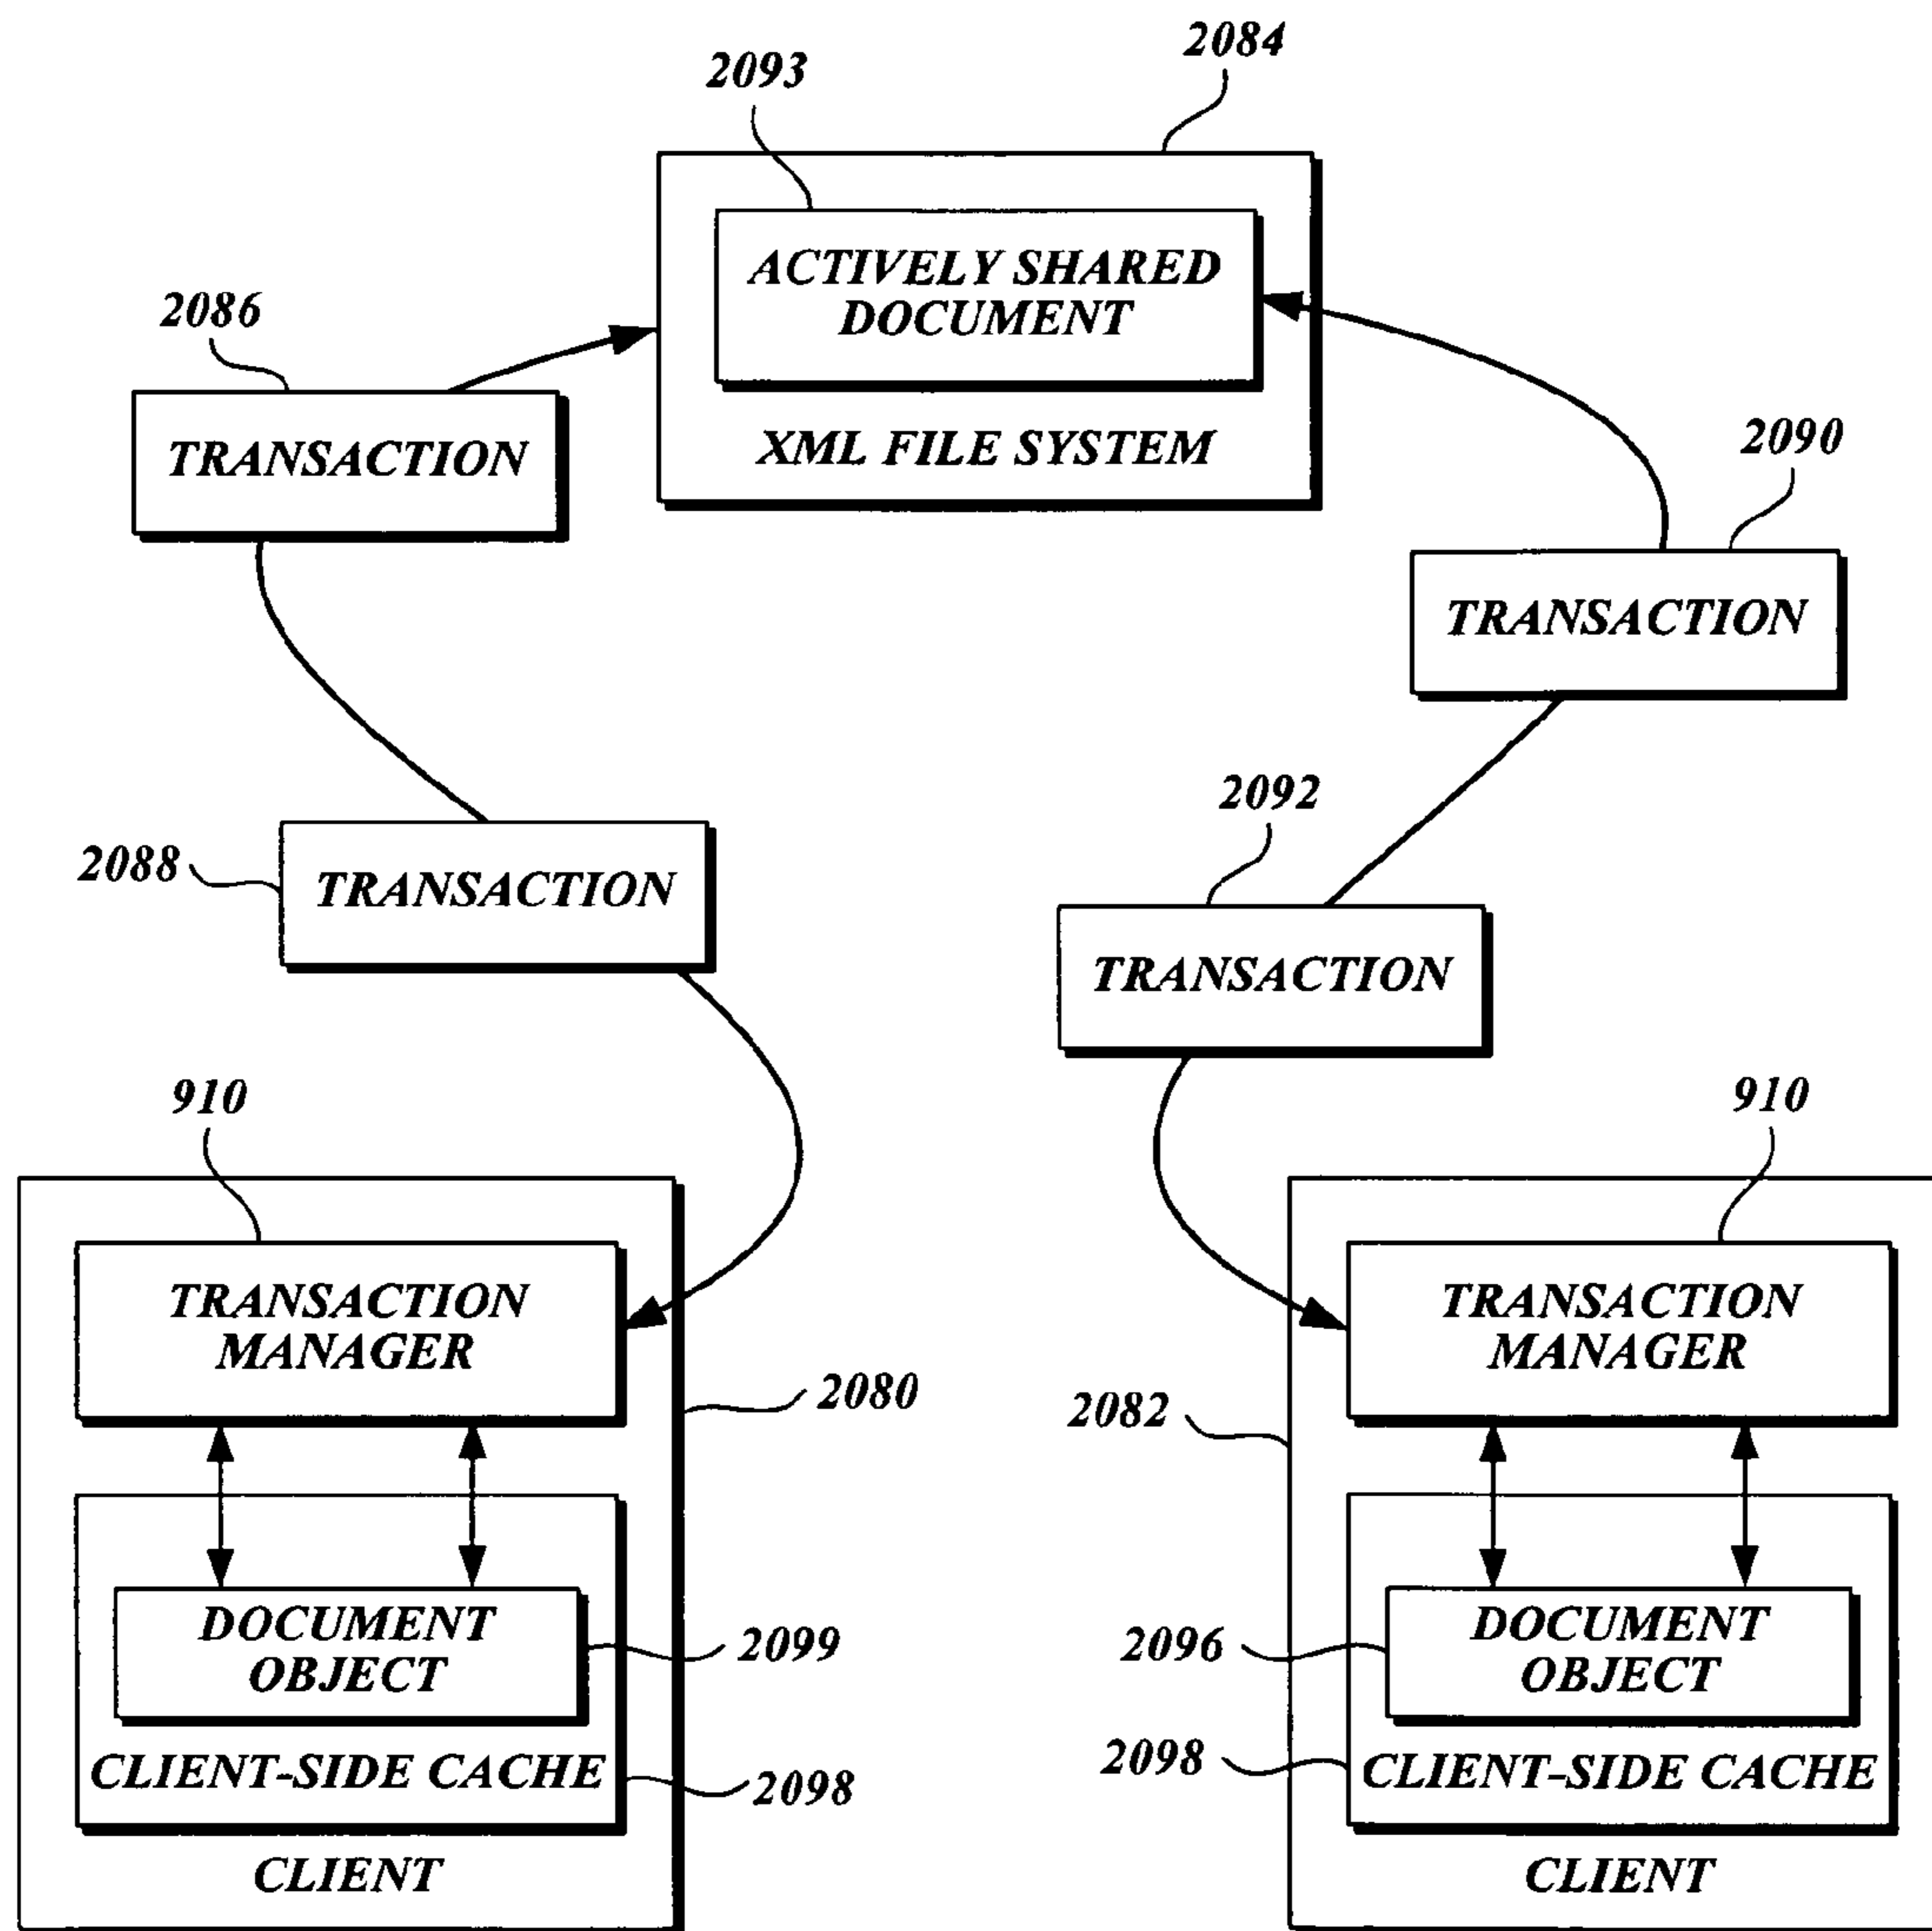 2084
2093
ACTIVELY SHARED
DOCUMENT
XML FILE SYSTEM
2086
TRANSACTION
2090
TRANSACTION
2092
2088
TRANSACTION
TRANSACTION
910
TRANSACTION
MANAGER
2080
DOCUMENT
OBJECT
2099
CLIENT-SIDE CACHE
2098
CLIENT
910
TRANSACTION
MANAGER
2082
DOCUMENT
OBJECT
2096
CLIENT-SIDE CACHE
2098
CLIENT